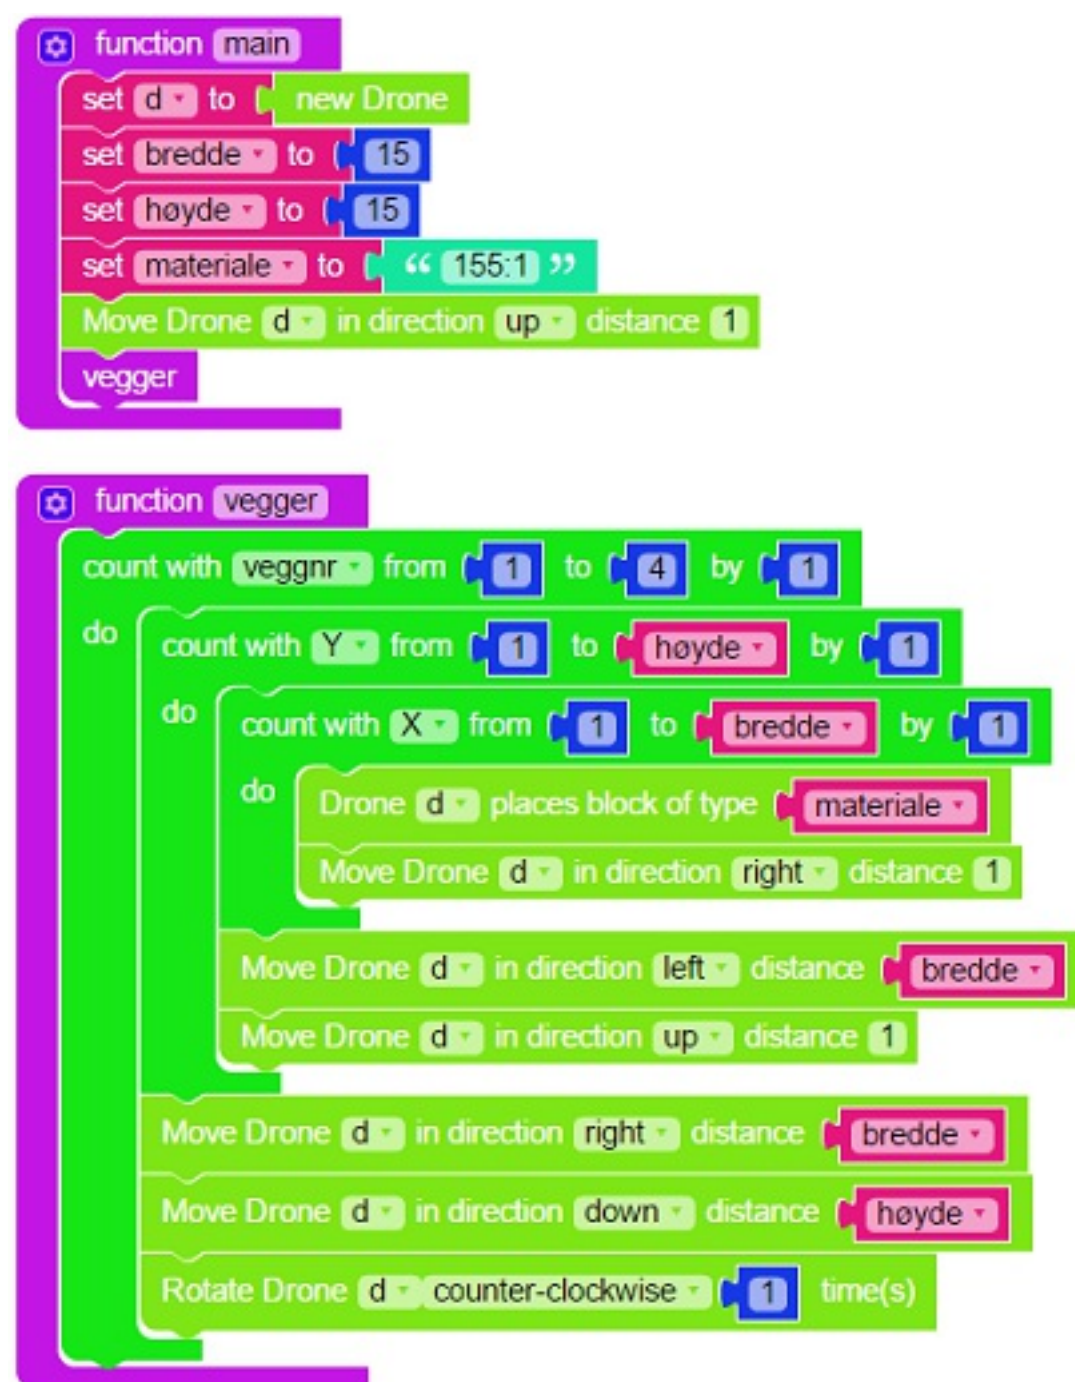 function main
set d to new Drone
set bredde to 15
set høyde to 15
set materiale to “ 155:1 ”
Move Drone d in direction up distance 1
vegger
function vegger
count with veggnr from 1 to 4 by 1
do count with Y from 1 to høyde by 1
do count with X from 1 to bredde by 1
do Drone d places block of type materiale
Move Drone d in direction right distance 1
Move Drone d in direction left distance bredde
Move Drone d in direction up distance 1
Move Drone d in direction right distance bredde
Move Drone d in direction down distance høyde
Rotate Drone d counter-clockwise 1 time(s)